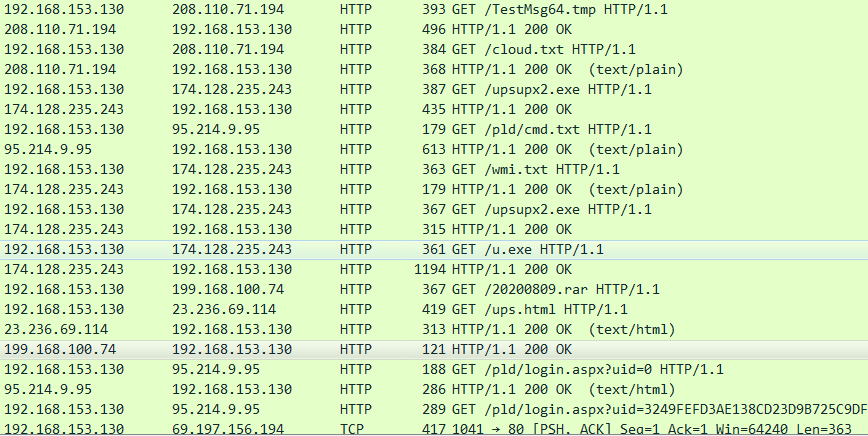 192.168.153.130 208.110.71.194 HTTP 393 GET /TestMsg64.tmp HTTP/1.1
208.110.71.194 192.168.153.130 HTTP 496 HTTP/1.1 200 OK
192.168.153.130 208.110.71.194 HTTP 384 GET /cloud.txt HTTP/1.1
208.110.71.194 192.168.153.130 HTTP 368 HTTP/1.1 200 OK (text/plain)
192.168.153.130 174.128.235.243 HTTP 387 GET /upsupx2.exe HTTP/1.1
174.128.235.243 192.168.153.130 HTTP 435 HTTP/1.1 200 OK
192.168.153.130 95.214.9.95 HTTP 179 GET /pld/cmd.txt HTTP/1.1
95.214.9.95 192.168.153.130 HTTP 613 HTTP/1.1 200 OK (text/plain)
192.168.153.130 174.128.235.243 HTTP 363 GET /wmi.txt HTTP/1.1
174.128.235.243 192.168.153.130 HTTP 179 HTTP/1.1 200 OK (text/plain)
192.168.153.130 174.128.235.243 HTTP 367 GET /upsupx2.exe HTTP/1.1
174.128.235.243 192.168.153.130 HTTP 315 HTTP/1.1 200 OK
192.168.153.130 174.128.235.243 HTTP 361 GET /u.exe HTTP/1.1
174.128.235.243 192.168.153.130 HTTP 1194 HTTP/1.1 200 OK
192.168.153.130 199.168.100.74 HTTP 367 GET /20200809.rar HTTP/1.1
192.168.153.130 23.236.69.114 HTTP 419 GET /ups.html HTTP/1.1
23.236.69.114 192.168.153.130 HTTP 313 HTTP/1.1 200 OK (text/html)
199.168.100.74 192.168.153.130 HTTP 121 HTTP/1.1 200 OK
192.168.153.130 95.214.9.95 HTTP 188 GET /pld/login.aspx?uid=0 HTTP/1.1
95.214.9.95 192.168.153.130 HTTP 286 HTTP/1.1 200 OK (text/html)
192.168.153.130 95.214.9.95 HTTP 289 GET /pld/login.aspx?uid=3249FEFD3AE138CD23D9B725C9DF
192.168.153.130 69.197.156.194 TCP 417 1041 → 80 [PSH, ACK] Seq=1 Ack=1 Win=64240 Len=363